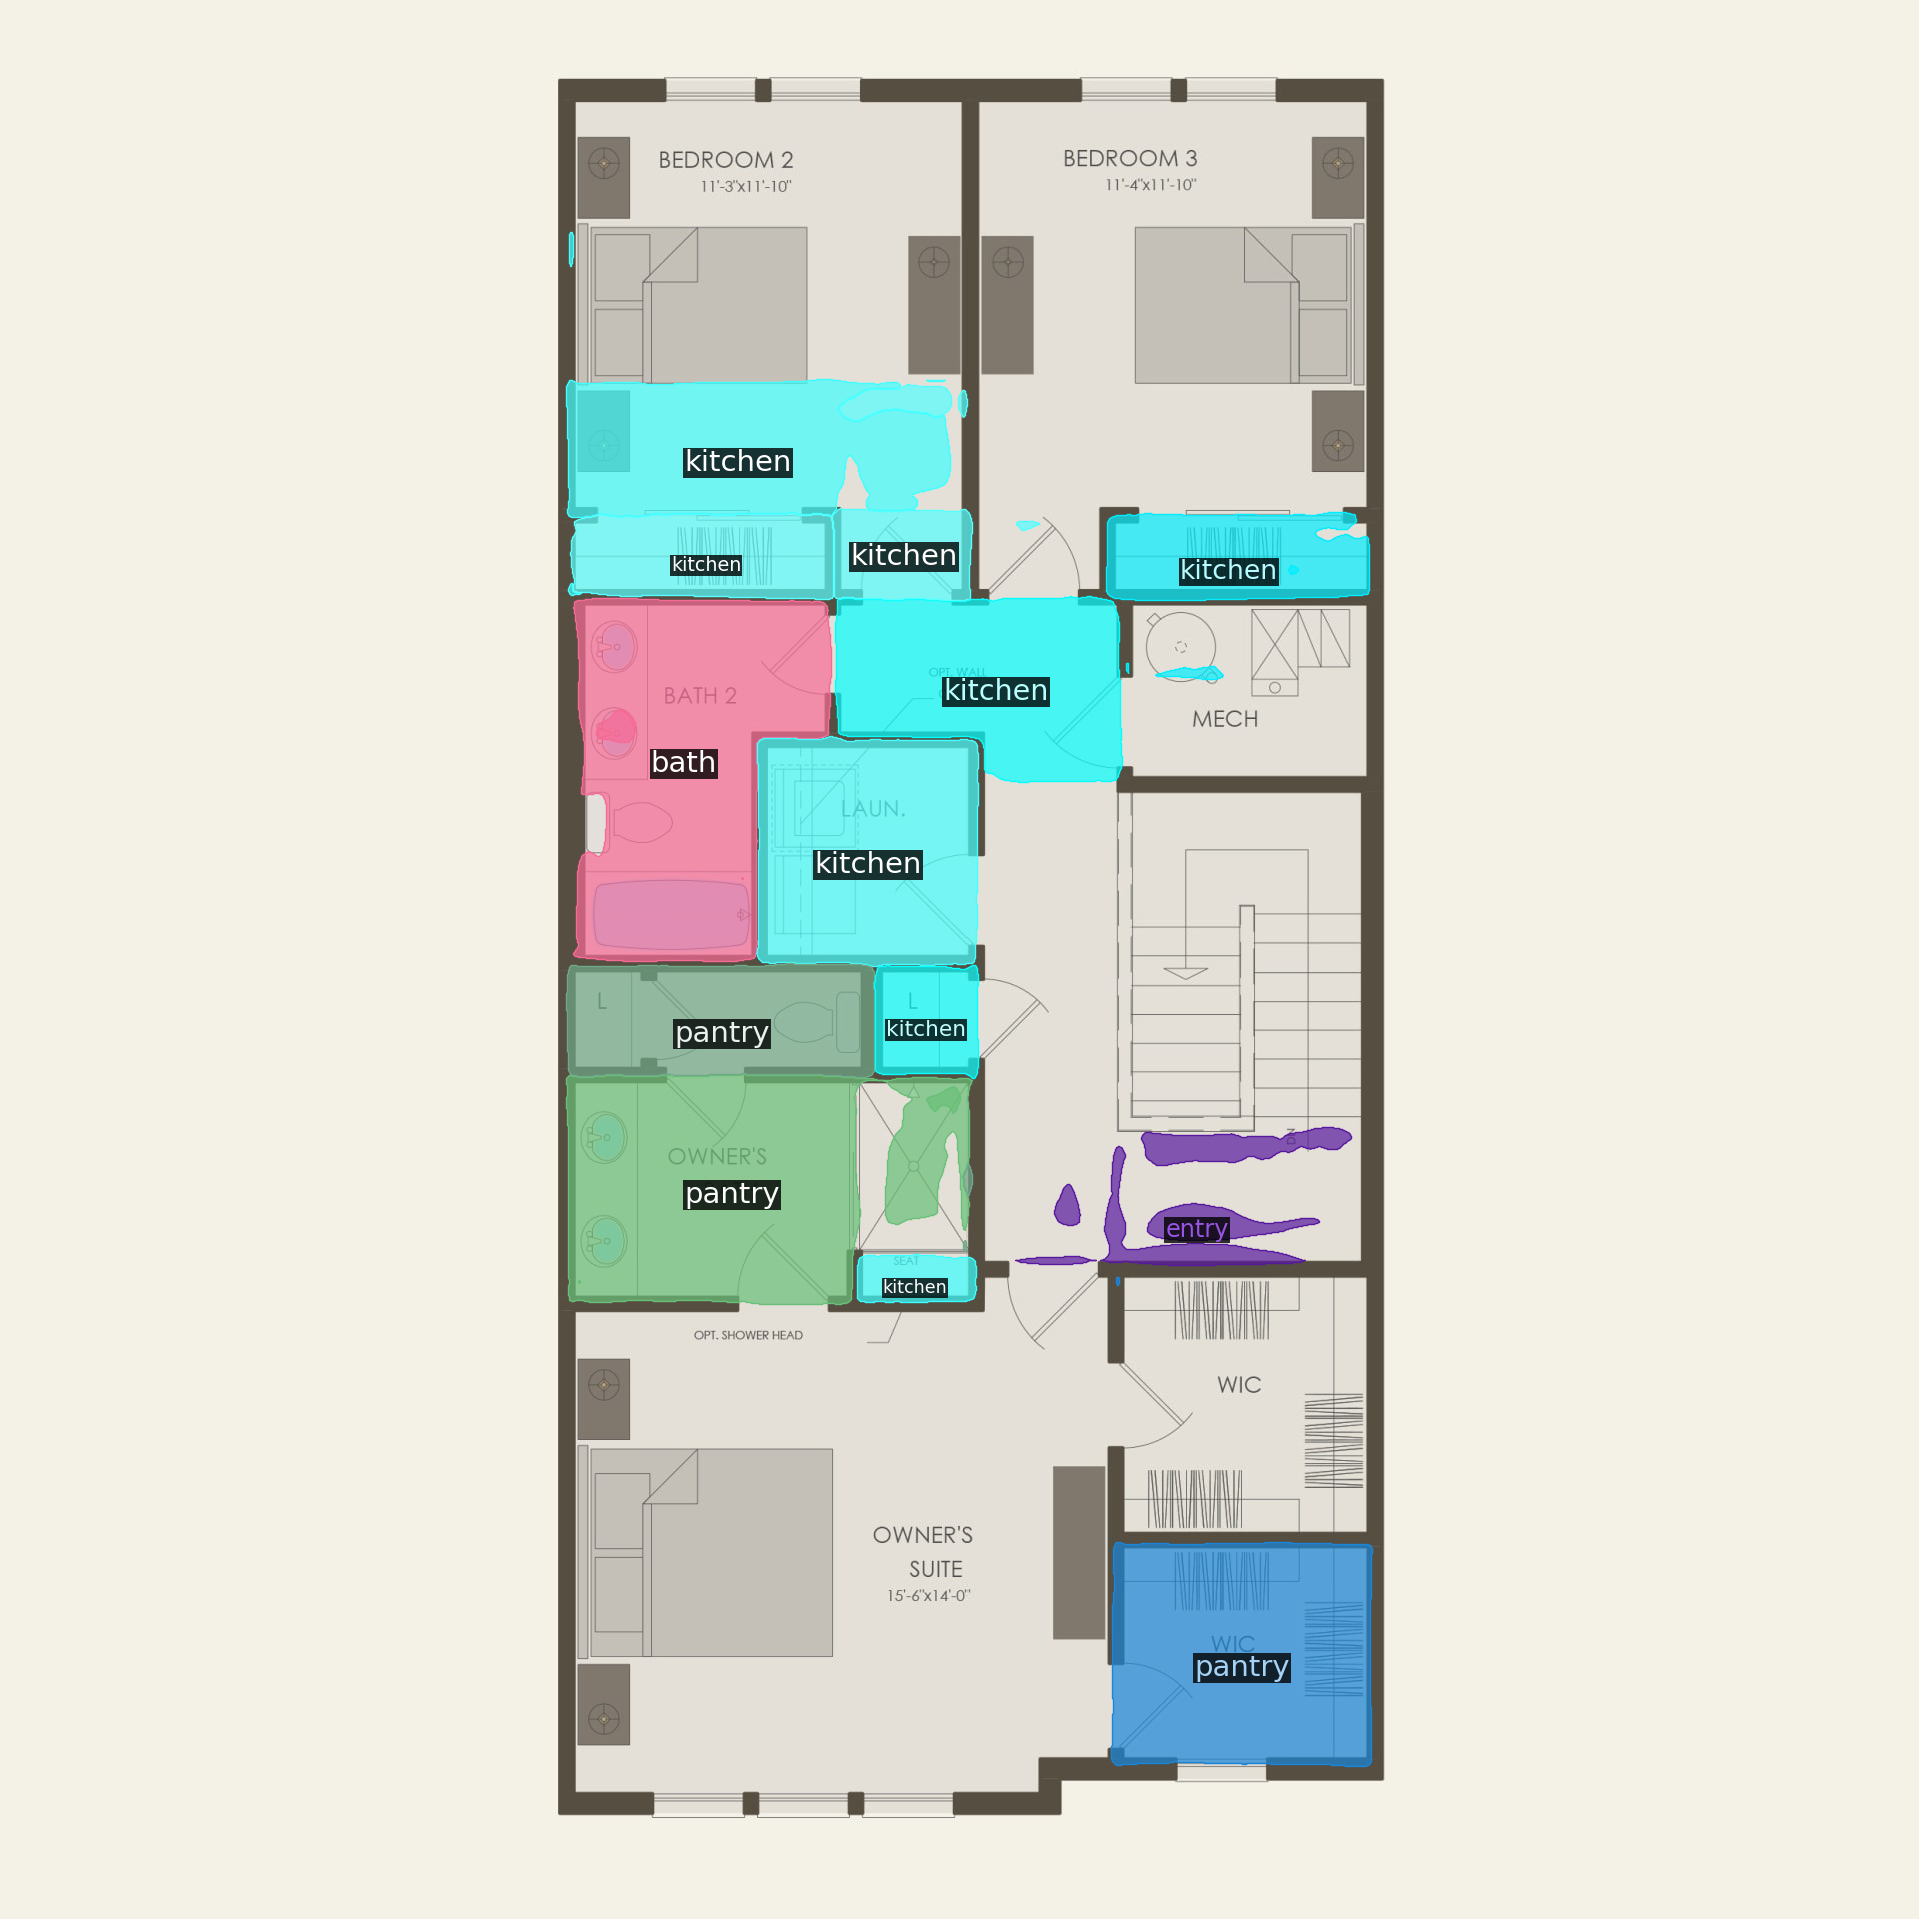 BEDROOM 2
11'-3"x11'-10"
BEDROOM 3
11'-4"x11'-10"
kitchen
kitchen
kitchen
kitchen
OPT. WALL
kitchen
BATH 2
bath
MECH
LAUN.
kitchen
L
pantry
L
kitchen
OWNER'S
pantry
DN
entry
SEAT
kitchen
OPT. SHOWER HEAD
WIC
OWNER'S
SUITE
15'-6"x14'-0"
WIC
pantry